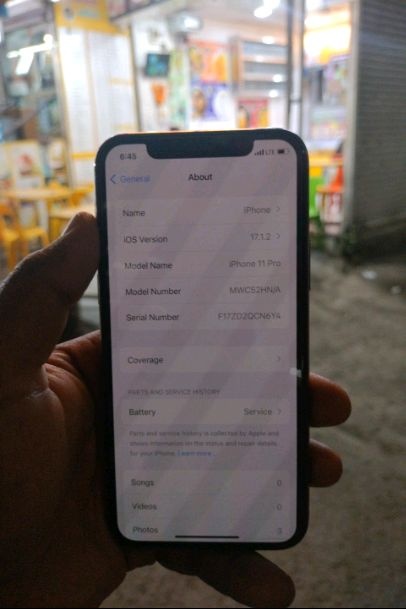 6:45 LTE
General About
Name iPhone
iOS Version 17.1.2
Model Name iPhone 11 Pro
Model Number MWC52HN/A
Serial Number F17ZD2QCN6Y4
Coverage
PARTS AND SERVICE HISTORY
Battery Service
Parts and service history is collected by Apple and
shows information on the status and repair details
for your iPhone. Learn more...
Songs 0
Videos 0
Photos 3